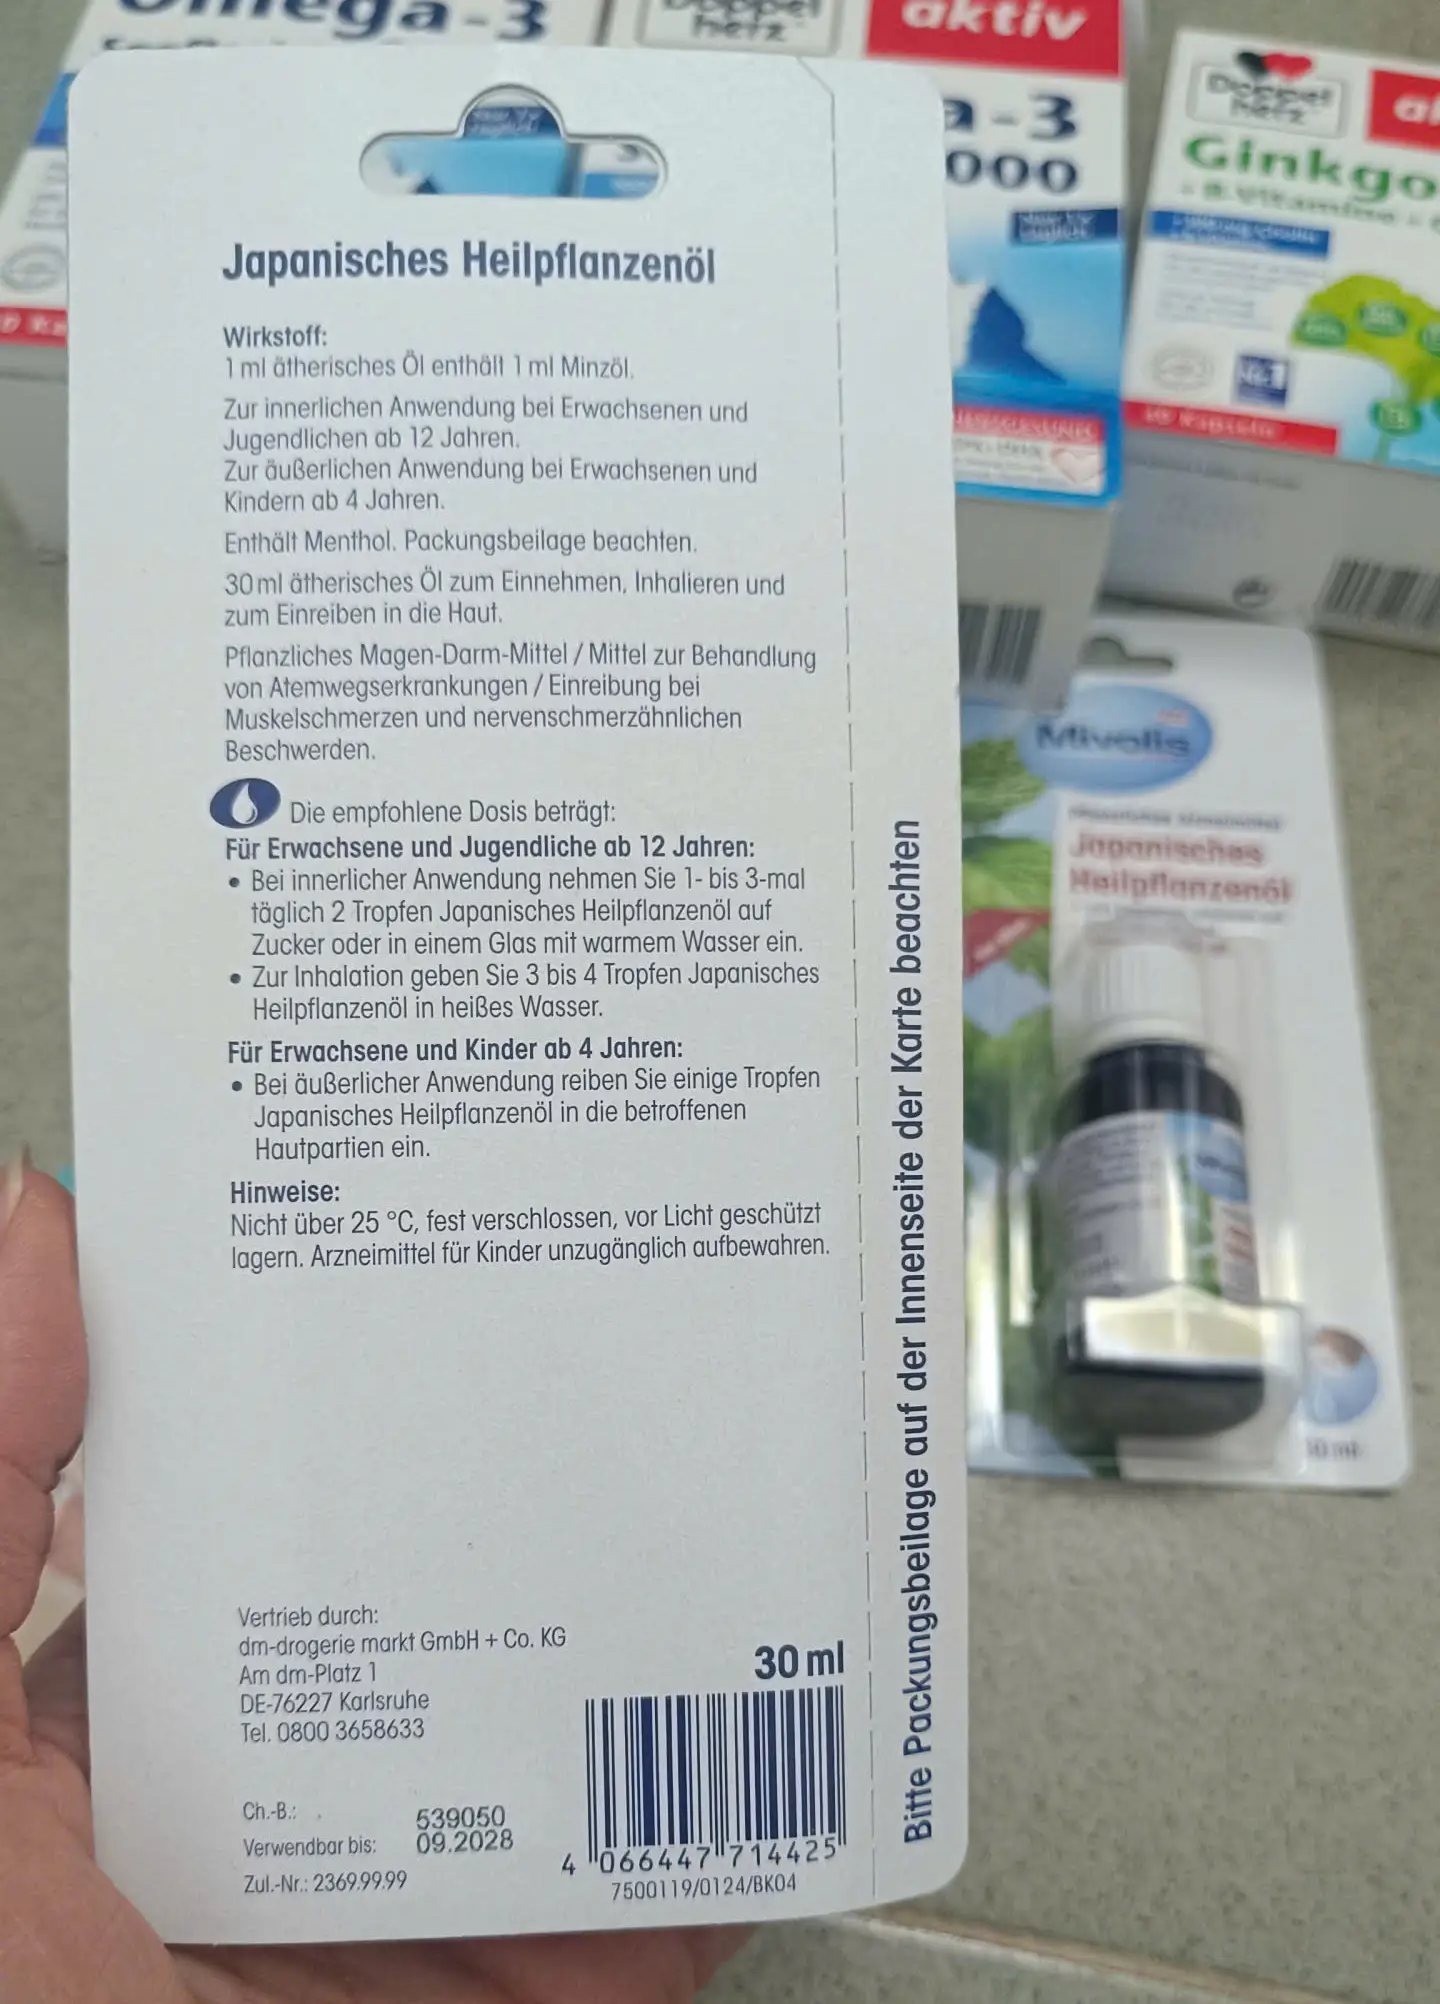 Omega-3
Doppel
herz
aktiv
a-3
000
Doppel
herz
Ginkgo
Japanisches Heilpflanzenöl
Wirkstoff:
1 ml ätherisches Öl enthält 1 ml Minzöl.
Zur innerlichen Anwendung bei Erwachsenen und
Jugendlichen ab 12 Jahren.
Zur äußerlichen Anwendung bei Erwachsenen und
Kindern ab 4 Jahren.
Enthält Menthol. Packungsbeilage beachten.
30 ml ätherisches Öl zum Einnehmen, Inhalieren und
zum Einreiben in die Haut.
Pflanzliches Magen-Darm-Mittel / Mittel zur Behandlung
von Atemwegserkrankungen / Einreibung bei
Muskelschmerzen und nervenschmerzähnlichen
Beschwerden.
Die empfohlene Dosis beträgt:
Für Erwachsene und Jugendliche ab 12 Jahren:
• Bei innerlicher Anwendung nehmen Sie 1- bis 3-mal
täglich 2 Tropfen Japanisches Heilpflanzenöl auf
Zucker oder in einem Glas mit warmem Wasser ein.
• Zur Inhalation geben Sie 3 bis 4 Tropfen Japanisches
Heilpflanzenöl in heißes Wasser.
Für Erwachsene und Kinder ab 4 Jahren:
• Bei äußerlicher Anwendung reiben Sie einige Tropfen
Japanisches Heilpflanzenöl in die betroffenen
Hautpartien ein.
Hinweise:
Nicht über 25 °C, fest verschlossen, vor Licht geschützt
lagern. Arzneimittel für Kinder unzugänglich aufbewahren.
Vertrieb durch:
dm-drogerie markt GmbH + Co. KG
Am dm-Platz 1
DE-76227 Karlsruhe
Tel. 0800 3658633
30 ml
Ch.-B.: 539050
Verwendbar bis: 09.2028
Zul.-Nr.: 2369.99.99
4 066447 714425
7500119/0124/BK04
Bitte Packungsbeilage auf der Innenseite der Karte beachten
Mivolis
Japanisches
Heilpflanzenöl